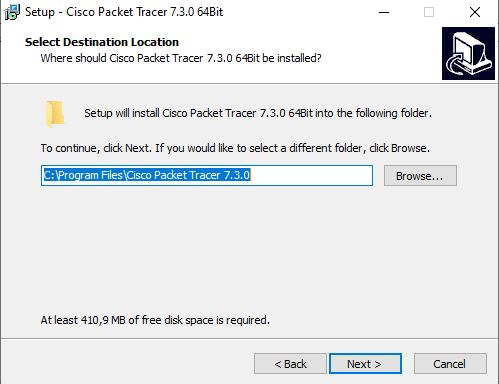 Setup - Cisco Packet Tracer 7.3.0 64Bit
Select Destination Location
Where should Cisco Packet Tracer 7.3.0 64Bit be installed?
Setup will install Cisco Packet Tracer 7.3.0 64Bit into the following folder.
To continue, click Next. If you would like to select a different folder, click Browse.
C:\Program Files\Cisco Packet Tracer 7.3.0
Browse...
At least 410,9 MB of free disk space is required.
< Back
Next >
Cancel